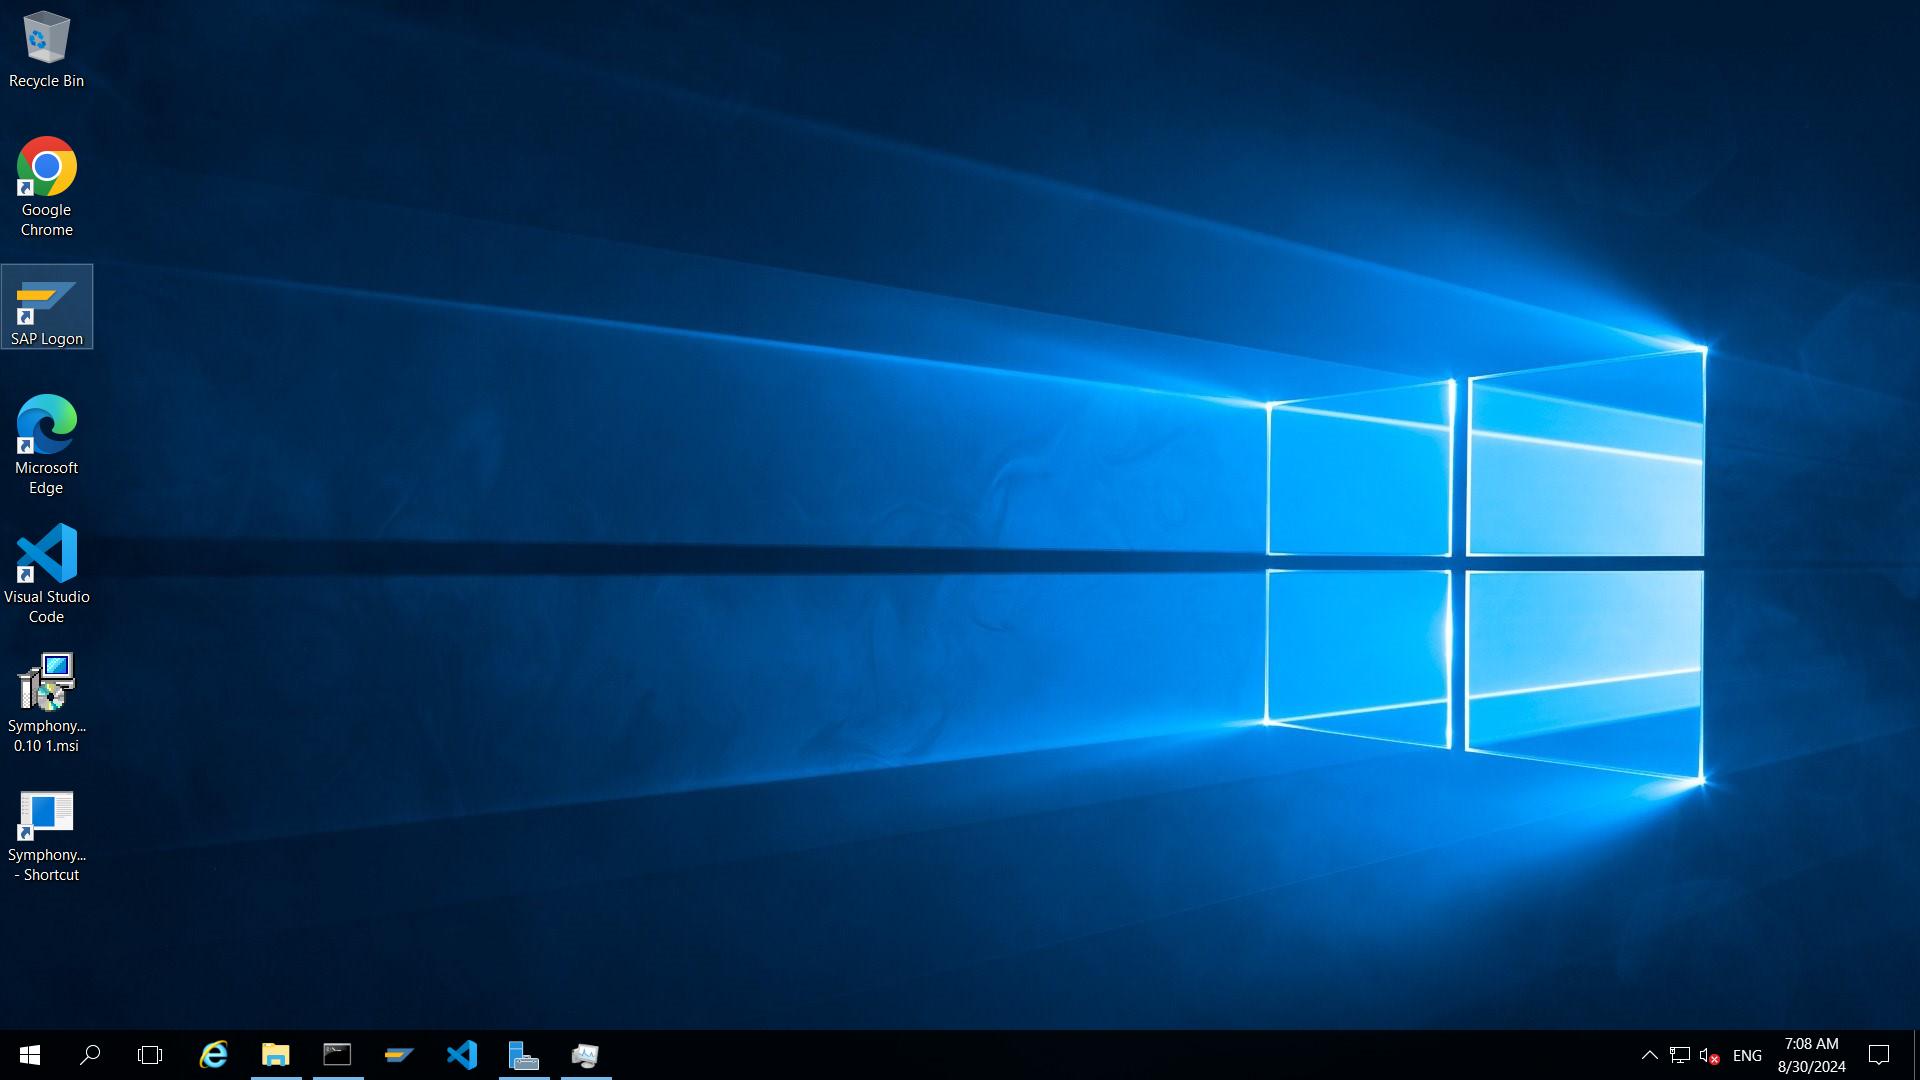 Recycle Bin
Google
Chrome
SAP Logon
Microsoft
Edge
Visual Studio
Code
Symphony...
0.10 1.msi
Symphony...
- Shortcut
ENG
7:08 AM
8/30/2024